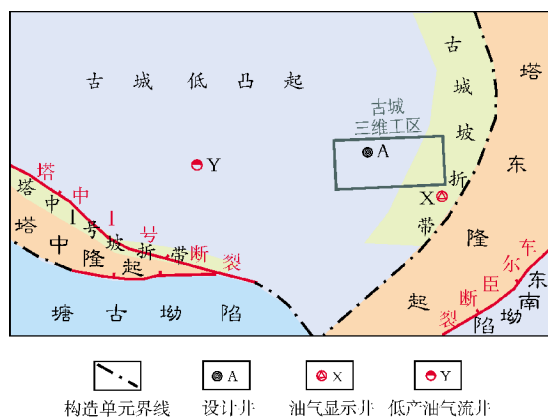 古城低凸起
古城坡折带
塔东隆起
古城
三维工区
A
Y
X
塔中Ⅰ号断裂
塔中Ⅰ号坡折带
塔中隆起
塘古坳陷
车尔臣断裂
东南坳陷
A
X
Y
构造单元界线
设计井
油气显示井
低产油气流井